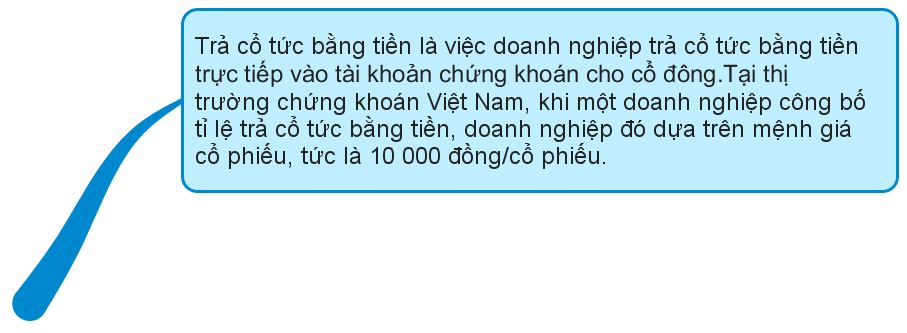 Trả cổ tức bằng tiền là việc doanh nghiệp trả cổ tức bằng tiền
trực tiếp vào tài khoản chứng khoán cho cổ đông.Tại thị
trường chứng khoán Việt Nam, khi một doanh nghiệp công bố
tỉ lệ trả cổ tức bằng tiền, doanh nghiệp đó dựa trên mệnh giá
cổ phiếu, tức là 10 000 đồng/cổ phiếu.